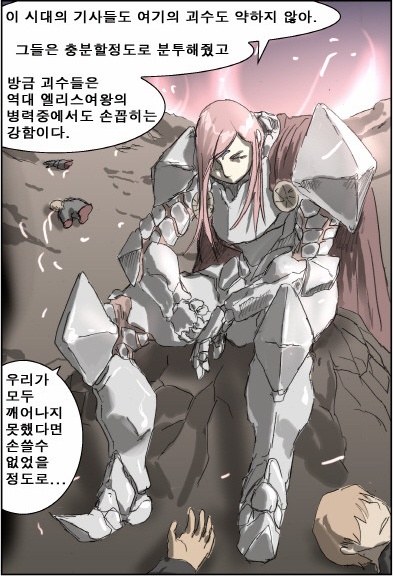 이 시대의 기사들도 여기의 괴수도 약하지 않아.
그들은 충분할정도로 분투해줬고
방금 괴수들은
역대 엘리스여왕의
병력중에서도 손꼽히는
강함이다.
우리가
모두
깨어나지
못했다면
손쓸수
없었을
정도로...